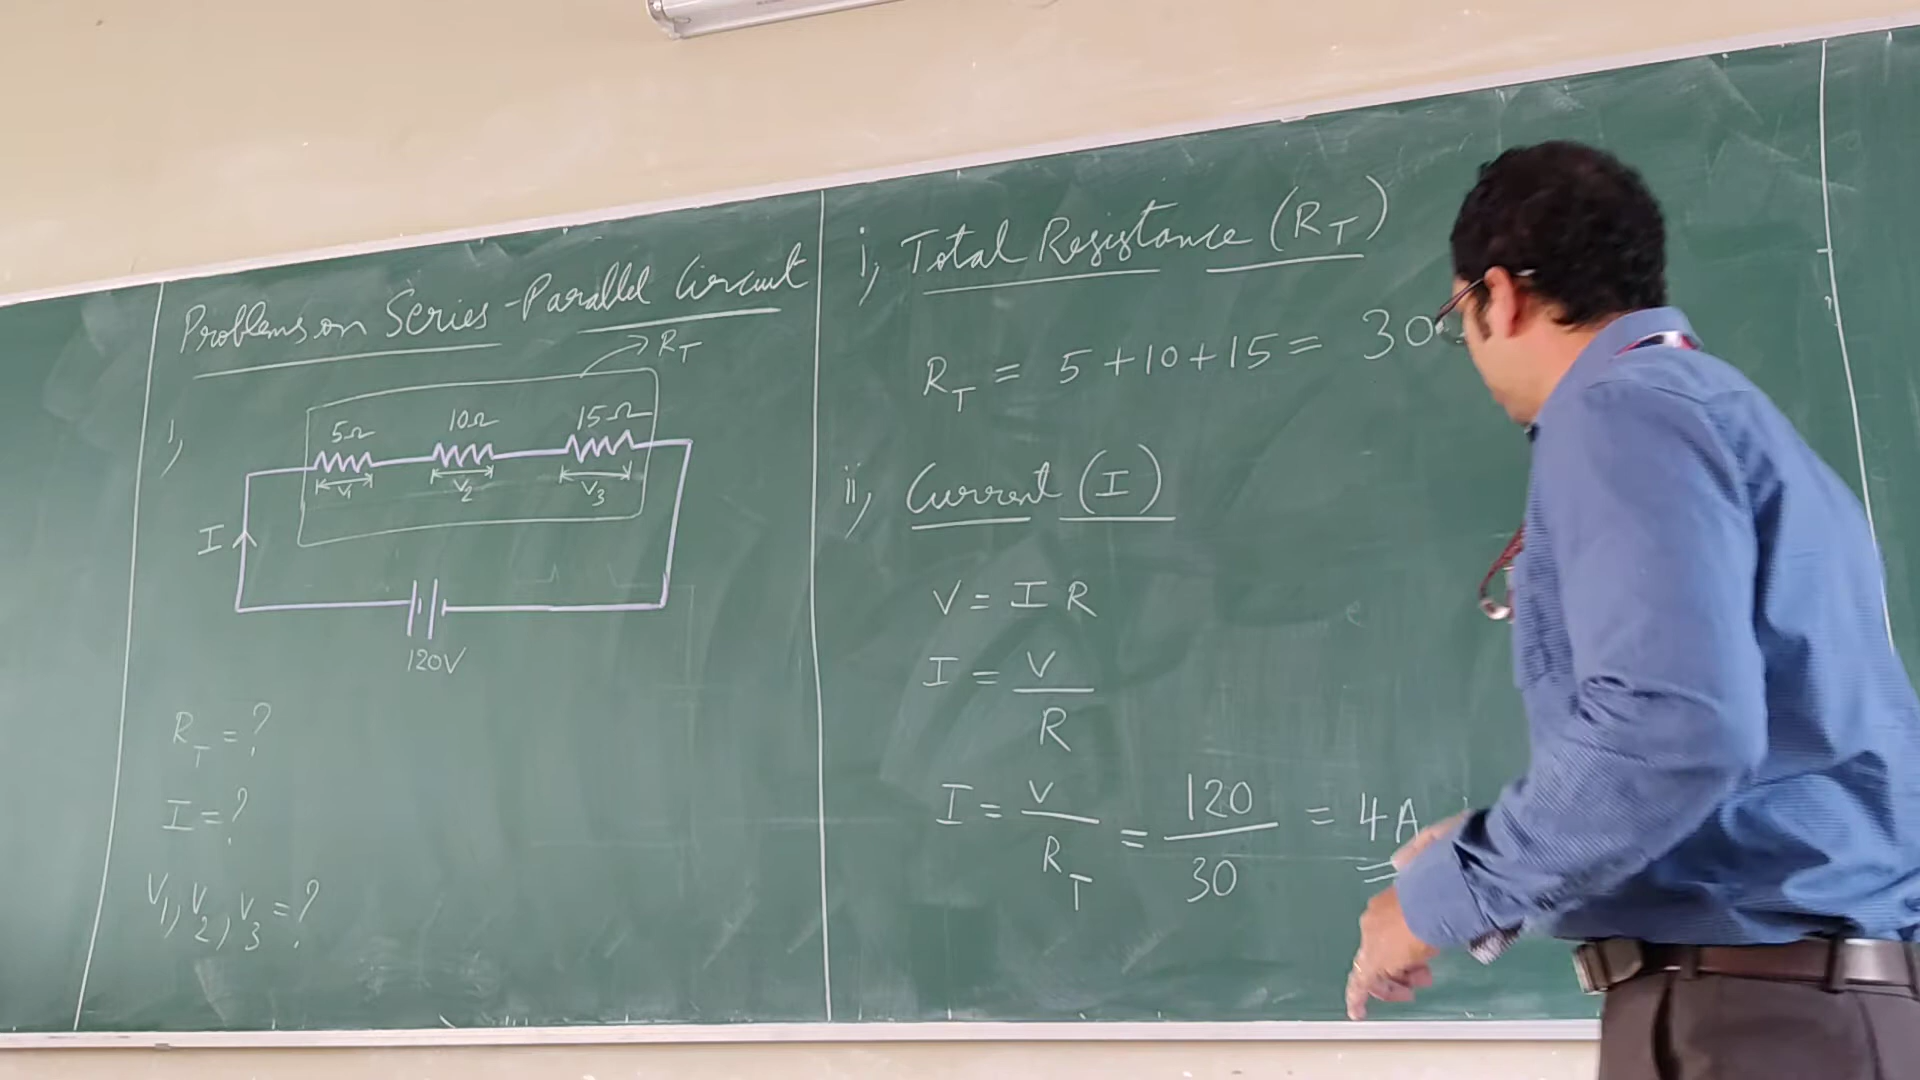 Problems on Series-Parallel Circuit
i,
R_T
5Ω 10Ω 15Ω
V₁ V₂ V₃
I
120V
R_T = ?
I = ?
V₁, V₂, V₃ = ?
i, Total Resistance (R_T)
R_T = 5 + 10 + 15 = 30
ii, Current (I)
V = I R
I = V / R
I = V / R_T = 120 / 30 = 4A